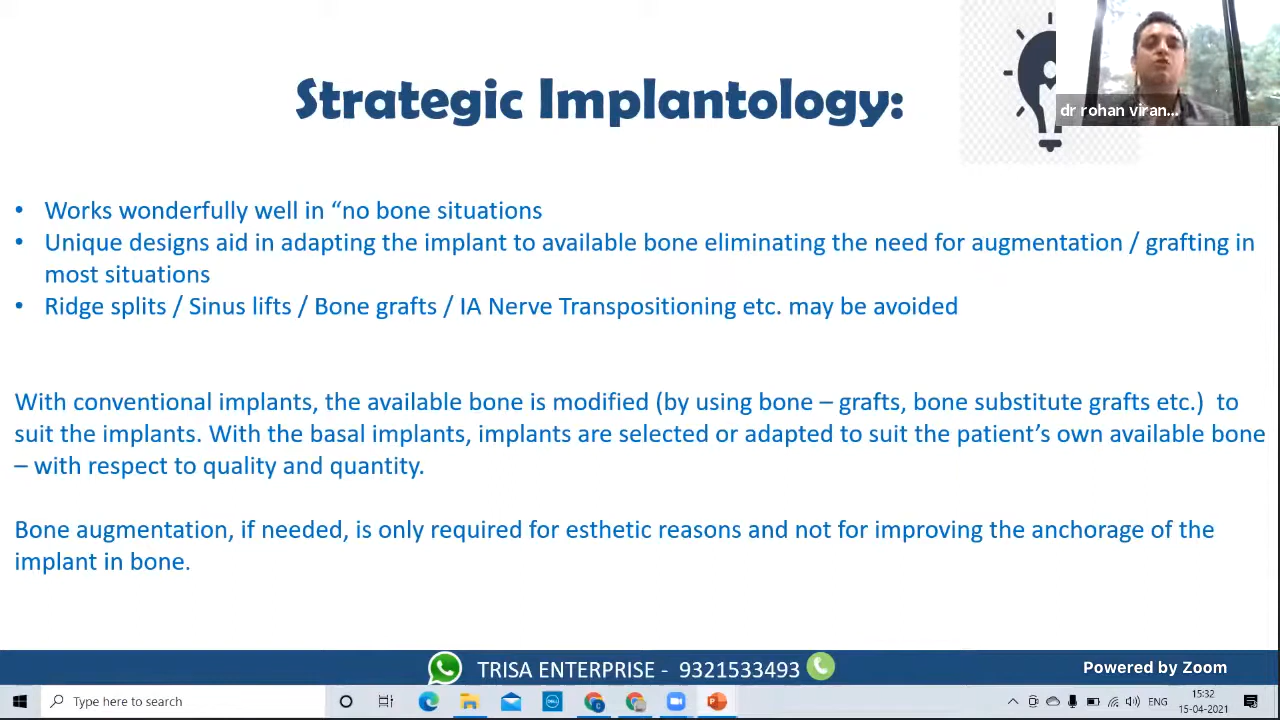 Strategic Implantology:
dr rohan viran...
• Works wonderfully well in “no bone situations
• Unique designs aid in adapting the implant to available bone eliminating the need for augmentation / grafting in
most situations
• Ridge splits / Sinus lifts / Bone grafts / IA Nerve Transpositioning etc. may be avoided
With conventional implants, the available bone is modified (by using bone – grafts, bone substitute grafts etc.) to
suit the implants. With the basal implants, implants are selected or adapted to suit the patient’s own available bone
– with respect to quality and quantity.
Bone augmentation, if needed, is only required for esthetic reasons and not for improving the anchorage of the
implant in bone.
TRISA ENTERPRISE - 9321533493
Powered by Zoom
Type here to search
DELL
ENG
15:32
15-04-2021